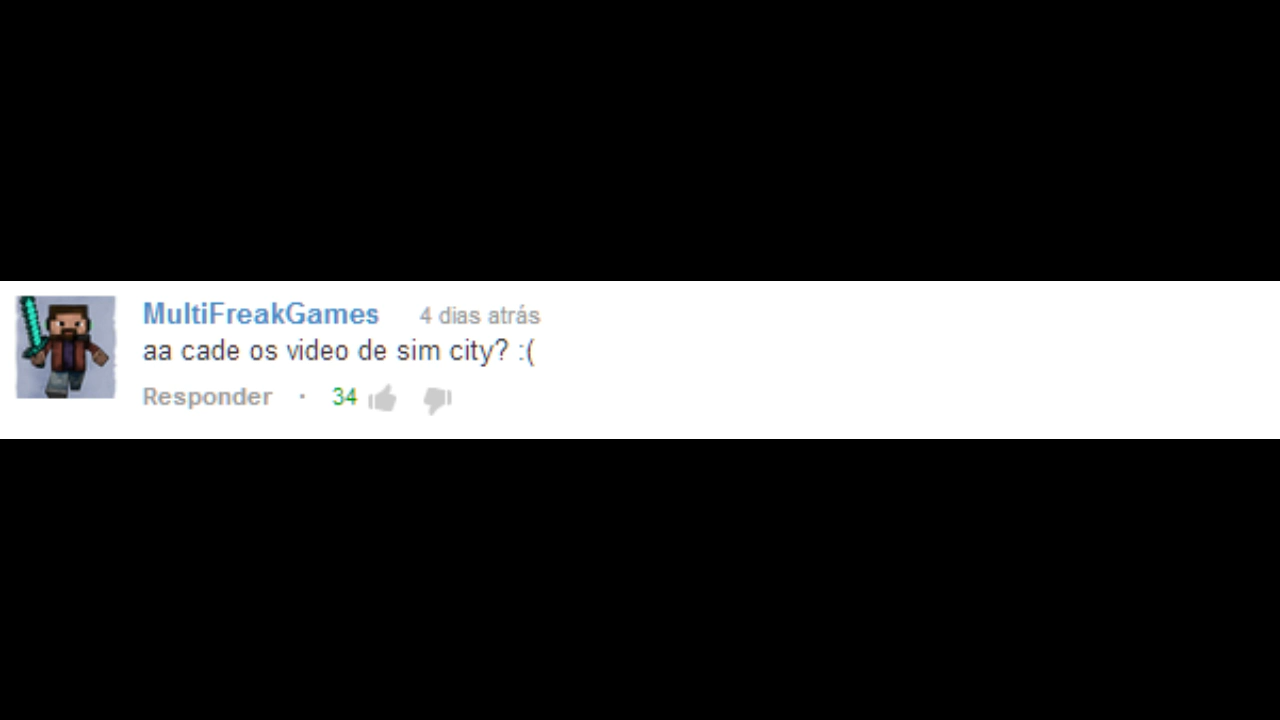 MultiFreakGames 4 dias atrás
aa cade os video de sim city? :(
Responder · 34